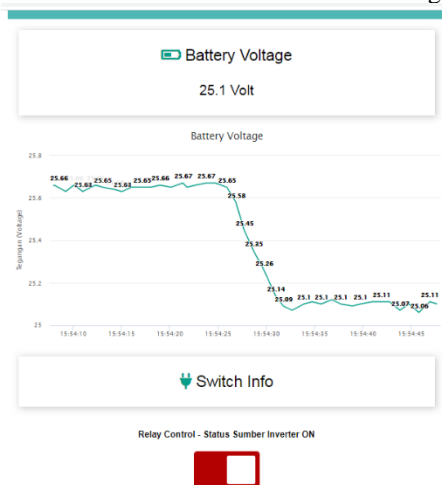 Battery Voltage
25.1 Volt
Battery Voltage
25.8
25.6
25.4
25.2
25
Tegangan (Voltage)
25.66 25.63 25.65 25.63 25.65 25.66 25.67 25.67 25.65
25.58
25.45
25.35
25.26
25.14
25.09 25.1 25.1 25.1 25.1 25.11 25.07 25.06 25.11
15:54:10 15:54:15 15:54:20 15:54:25 15:54:30 15:54:35 15:54:40 15:54:45
Switch Info
Relay Control - Status Sumber Inverter ON